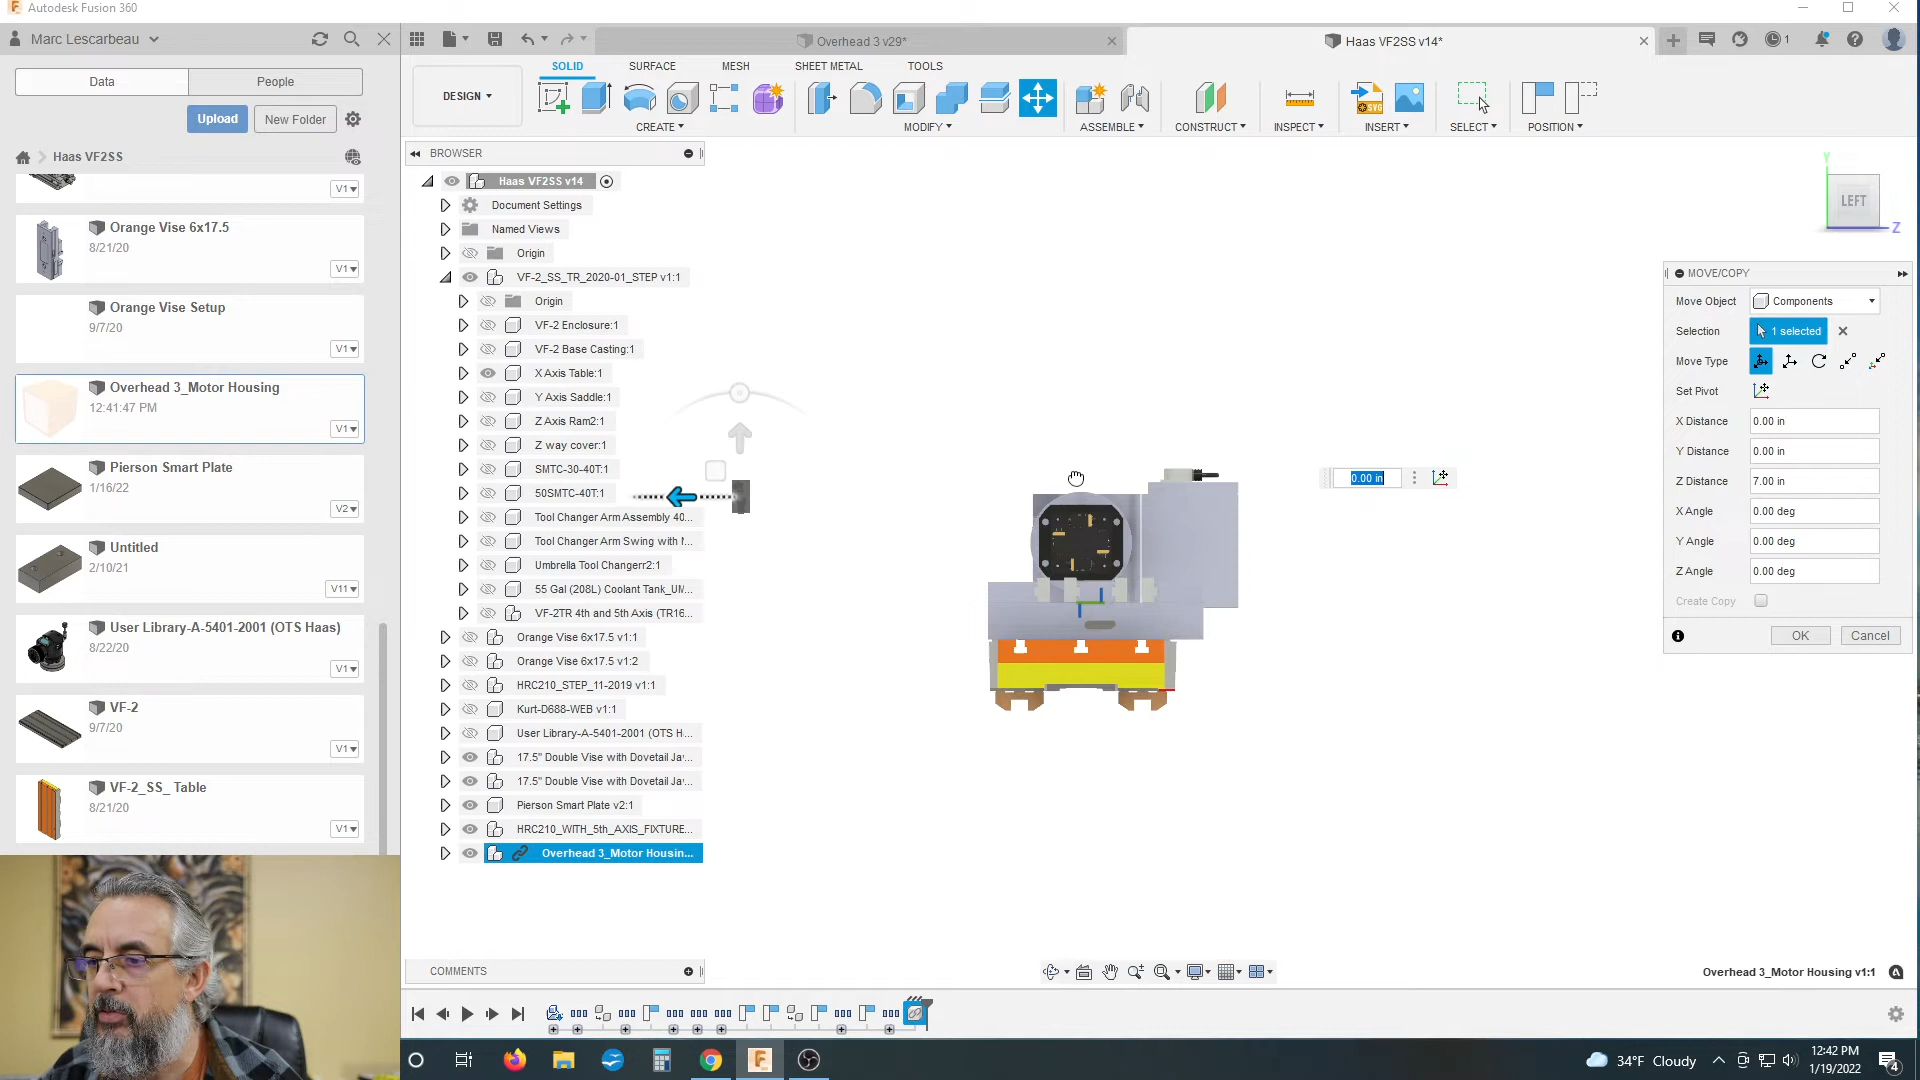 Autodesk Fusion 360
Marc Lescarbeau
Data
People
Upload
New Folder
Haas VF2SS
V1
Orange Vise 6x17.5
8/21/20
V1
Orange Vise Setup
9/7/20
V1
Overhead 3_Motor Housing
12:41:47 PM
V1
Pierson Smart Plate
1/16/22
V2
Untitled
2/10/21
V11
User Library-A-5401-2001 (OTS Haas)
8/22/20
V1
VF-2
9/7/20
V1
VF-2_SS_ Table
8/21/20
V1
Overhead 3 v29*
Haas VF2SS v14*
1
DESIGN
SOLID
SURFACE
MESH
SHEET METAL
TOOLS
CREATE
MODIFY
ASSEMBLE
CONSTRUCT
INSPECT
INSERT
SELECT
POSITION
SVG
BROWSER
Haas VF2SS v14
Document Settings
Named Views
Origin
VF-2_SS_TR_2020-01_STEP v1:1
Origin
VF-2 Enclosure:1
VF-2 Base Casting:1
X Axis Table:1
Y Axis Saddle:1
Z Axis Ram2:1
Z way cover:1
SMTC-30-40T:1
50SMTC-40T:1
Tool Changer Arm Assembly 40...
Tool Changer Arm Swing with M...
Umbrella Tool Changerr2:1
55 Gal (208L) Coolant Tank_UM...
VF-2TR 4th and 5th Axis (TR16...
Orange Vise 6x17.5 v1:1
Orange Vise 6x17.5 v1:2
HRC210_STEP_11-2019 v1:1
Kurt-D688-WEB v1:1
User Library-A-5401-2001 (OTS H...
17.5" Double Vise with Dovetail Ja...
17.5" Double Vise with Dovetail Ja...
Pierson Smart Plate v2:1
HRC210_WITH_5th_AXIS_FIXTURE...
Overhead 3_Motor Housin...
0.00 in
Y
LEFT
Z
MOVE/COPY
Move Object
Components
Selection
1 selected
Move Type
Set Pivot
X Distance
0.00 in
Y Distance
0.00 in
Z Distance
7.00 in
X Angle
0.00 deg
Y Angle
0.00 deg
Z Angle
0.00 deg
Create Copy
OK
Cancel
COMMENTS
Overhead 3_Motor Housing v1:1
34°F Cloudy
12:42 PM
1/19/2022
4